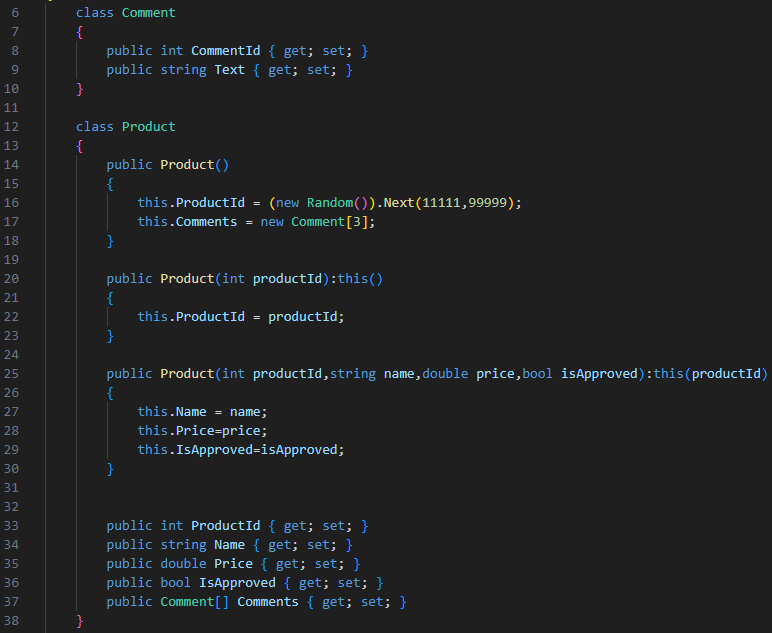 6 class Comment
7 {
8 public int CommentId { get; set; }
9 public string Text { get; set; }
10 }
11
12 class Product
13 {
14 public Product()
15 {
16 this.ProductId = (new Random()).Next(11111,99999);
17 this.Comments = new Comment[3];
18 }
19
20 public Product(int productId):this()
21 {
22 this.ProductId = productId;
23 }
24
25 public Product(int productId,string name,double price,bool isApproved):this(productId)
26 {
27 this.Name = name;
28 this.Price=price;
29 this.IsApproved=isApproved;
30 }
31
32
33 public int ProductId { get; set; }
34 public string Name { get; set; }
35 public double Price { get; set; }
36 public bool IsApproved { get; set; }
37 public Comment[] Comments { get; set; }
38 }